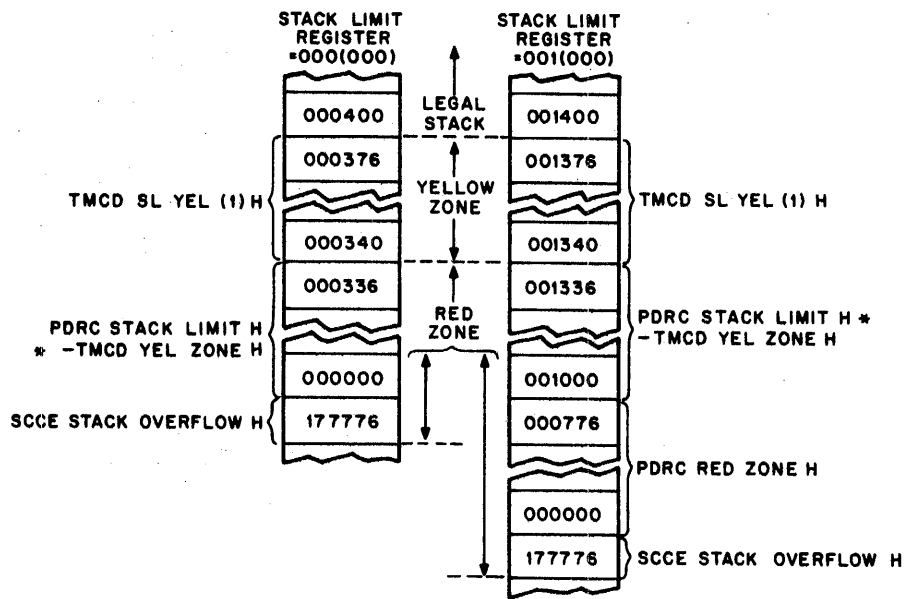 STACK LIMIT
REGISTER
=000(000)
STACK LIMIT
REGISTER
=001(000)
LEGAL
STACK
000400
001400
TMCD SL YEL (1) H
000376
YELLOW
ZONE
001376
TMCD SL YEL (1) H
000340
001340
000336
RED
ZONE
001336
PDRC STACK LIMIT H
* -TMCD YEL ZONE H
PDRC STACK LIMIT H *
-TMCD YEL ZONE H
000000
001000
SCCE STACK OVERFLOW H
177776
000776
PDRC RED ZONE H
000000
177776
SCCE STACK OVERFLOW H